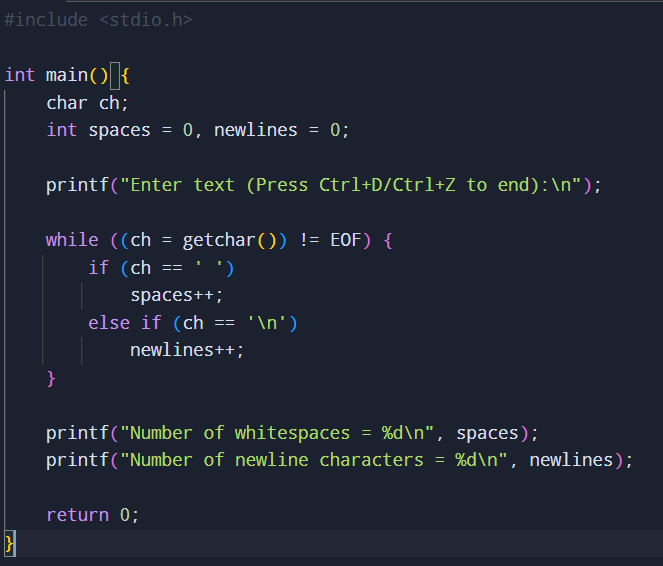 #include <stdio.h>
int main() {
char ch;
int spaces = 0, newlines = 0;
printf("Enter text (Press Ctrl+D/Ctrl+Z to end):\n");
while ((ch = getchar()) != EOF) {
if (ch == ' ')
spaces++;
else if (ch == '\n')
newlines++;
}
printf("Number of whitespaces = %d\n", spaces);
printf("Number of newline characters = %d\n", newlines);
return 0;
}